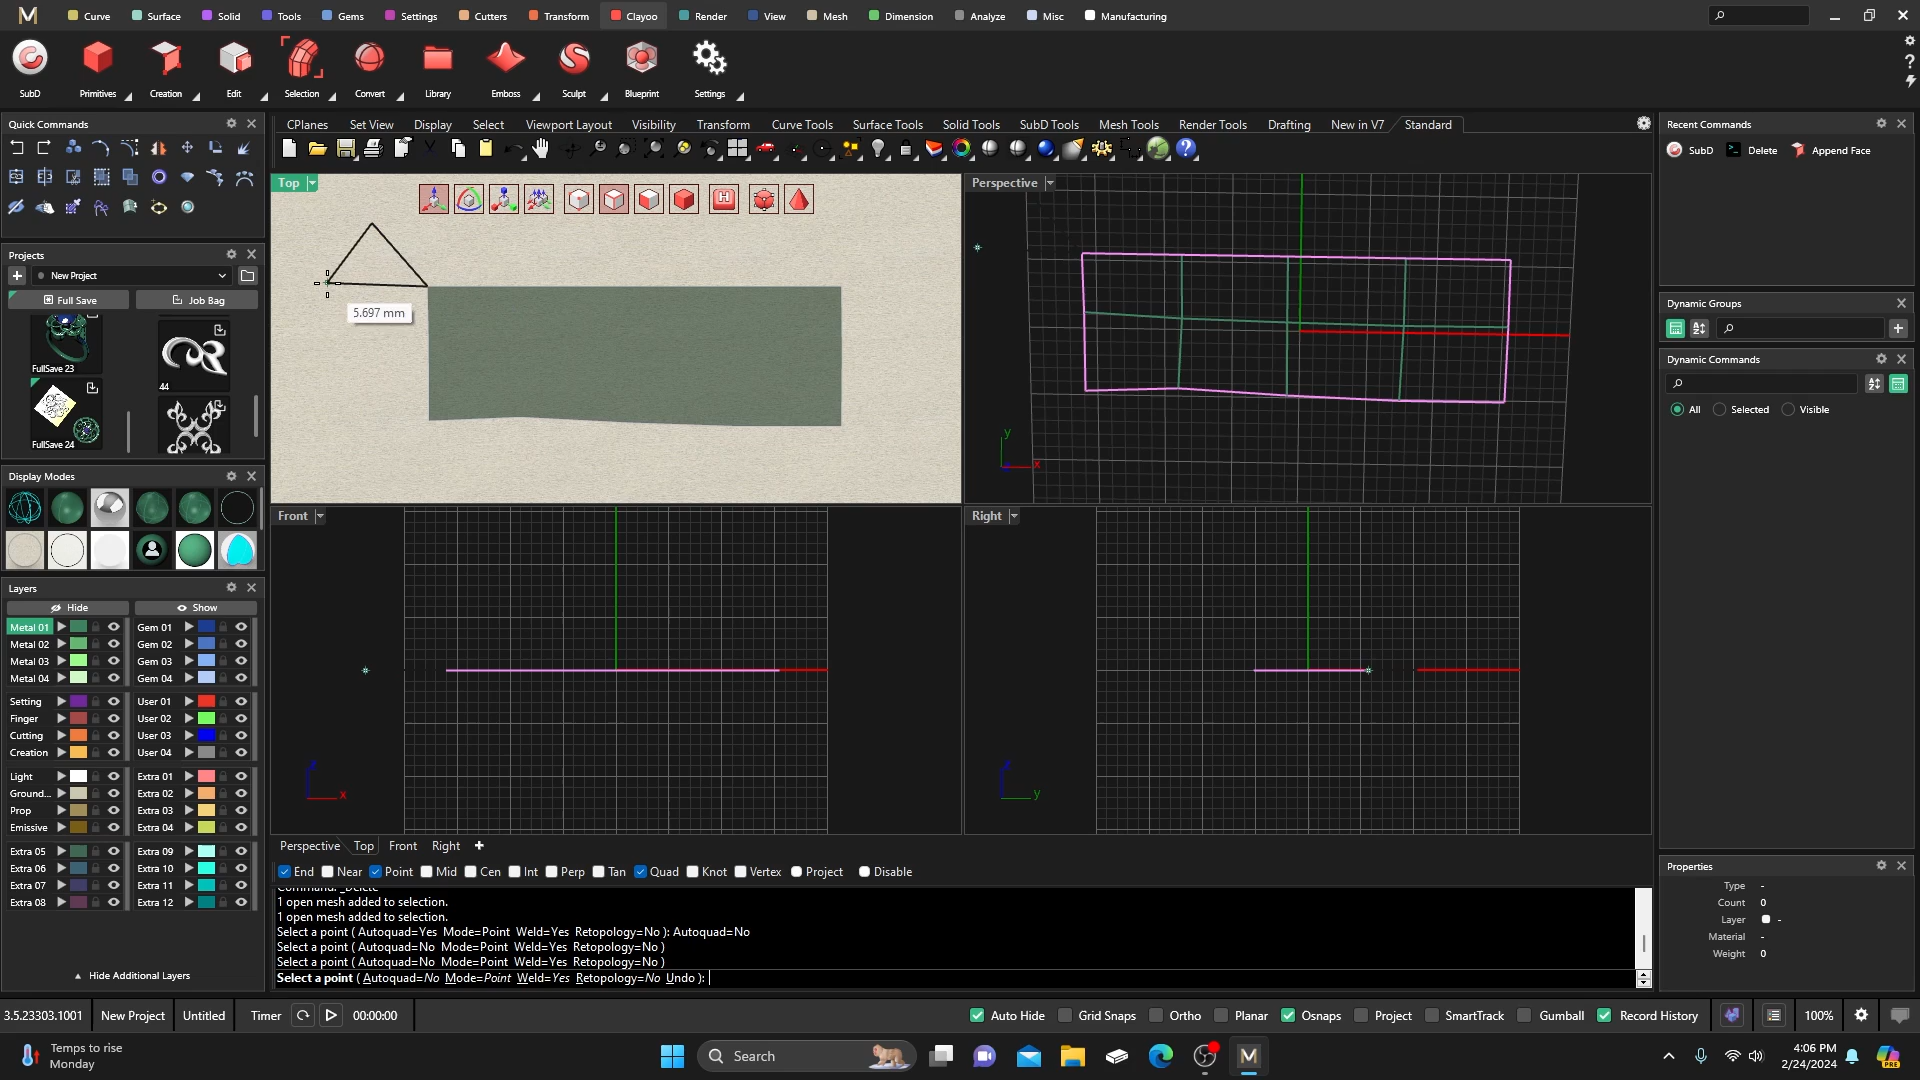 Curve Surface Solid Tools Gems Settings Cutters Transform Clayoo Render View Mesh Dimension Analyze Misc Manufacturing
SubD Primitives Creation Edit Selection Convert Library Emboss Sculpt Blueprint Settings
Quick Commands
CPlanes Set View Display Select Viewport Layout Visibility Transform Curve Tools Surface Tools Solid Tools SubD Tools Mesh Tools Render Tools Drafting New in V7 Standard
Recent Commands
SubD Delete Append Face
Top
Perspective
5.697 mm
y
x
Projects
New Project
Full Save Job Bag
FullSave 23
44
FullSave 24
Display Modes
Dynamic Groups
Dynamic Commands
All Selected Visible
Front
Right
x
y
Layers
Hide Show
Metal 01 Gem 01
Metal 02 Gem 02
Metal 03 Gem 03
Metal 04 Gem 04
Setting User 01
Finger User 02
Cutting User 03
Creation User 04
Light Extra 01
Ground... Extra 02
Prop Extra 03
Emissive Extra 04
Extra 05 Extra 09
Extra 06 Extra 10
Extra 07 Extra 11
Extra 08 Extra 12
Hide Additional Layers
Perspective Top Front Right
End Near Point Mid Cen Int Perp Tan Quad Knot Vertex Project Disable
Command: _Delete
1 open mesh added to selection.
1 open mesh added to selection.
Select a point ( Autoquad=Yes Mode=Point Weld=Yes Retopology=No ): Autoquad=No
Select a point ( Autoquad=No Mode=Point Weld=Yes Retopology=No )
Select a point ( Autoquad=No Mode=Point Weld=Yes Retopology=No )
Select a point ( Autoquad=No Mode=Point Weld=Yes Retopology=No Undo ):
Properties
Type -
Count 0
Layer -
Material -
Weight 0
3.5.23303.1001 New Project Untitled Timer 00:00:00
Auto Hide Grid Snaps Ortho Planar Osnaps Project SmartTrack Gumball Record History 100%
Temps to rise
Monday
Search
4:06 PM
2/24/2024